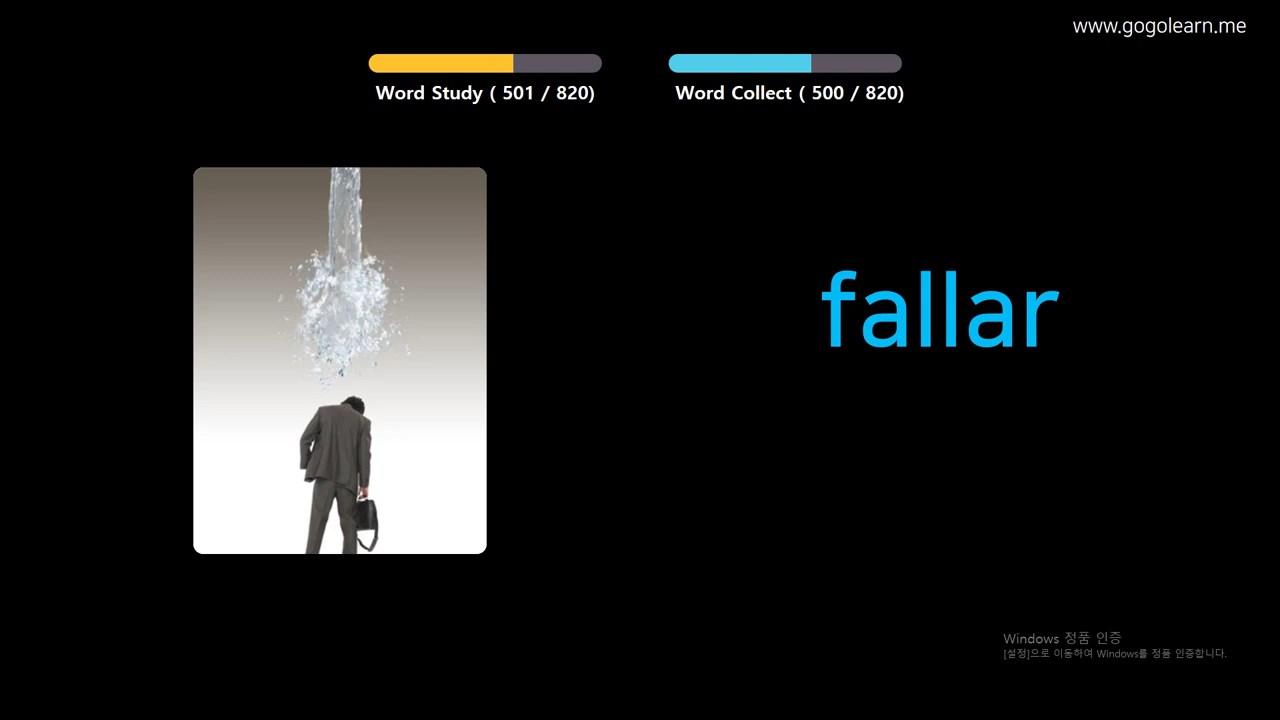 www.gogolearn.me
Word Study ( 501 / 820)
Word Collect ( 500 / 820)
fallar
Windows 정품 인증
[설정]으로 이동하여 Windows를 정품 인증합니다.